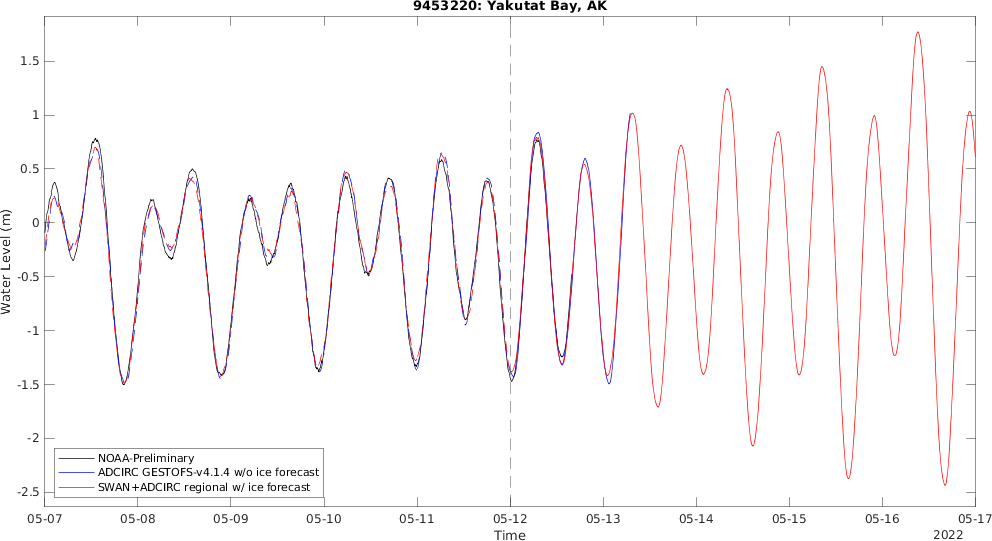 9453220: Yakutat Bay, AK
Water Level (m)
1.5
1
0.5
0
-0.5
-1
-1.5
-2
-2.5
NOAA-Preliminary
ADCIRC GESTOFS-v4.1.4 w/o ice forecast
SWAN+ADCIRC regional w/ ice forecast
05-07 05-08 05-09 05-10 05-11 05-12 05-13 05-14 05-15 05-16 05-17
Time
2022